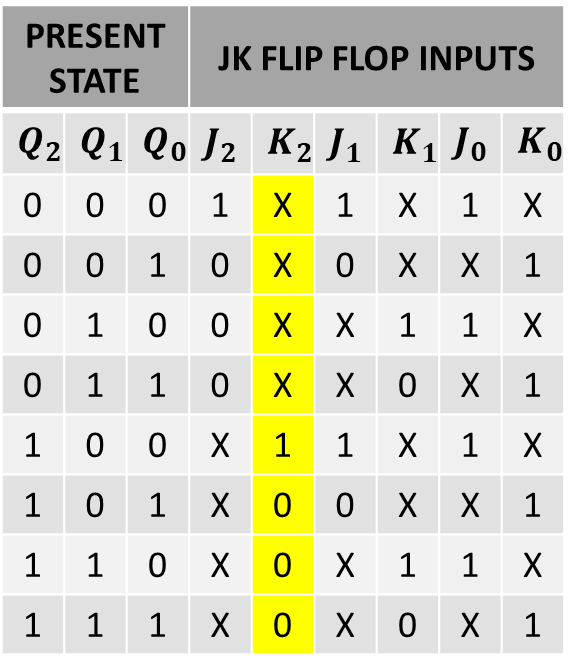 PRESENT STATE JK FLIP FLOP INPUTS
Q2 Q1 Q0 J2 K2 J1 K1 J0 K0
0 0 0 1 X 1 X 1 X
0 0 1 0 X 0 X X 1
0 1 0 0 X X 1 1 X
0 1 1 0 X X 0 X 1
1 0 0 X 1 1 X 1 X
1 0 1 X 0 0 X X 1
1 1 0 X 0 X 1 1 X
1 1 1 X 0 X 0 X 1